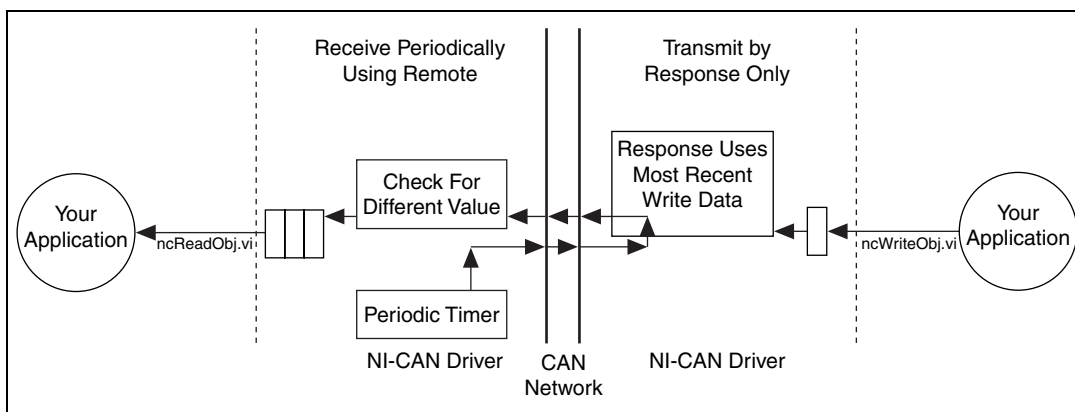 Receive Periodically
Using Remote
Transmit by
Response Only
Your
Application
ncReadObj.vi
Check For
Different Value
Response Uses
Most Recent
Write Data
ncWriteObj.vi
Your
Application
Periodic Timer
NI-CAN Driver
CAN
Network
NI-CAN Driver